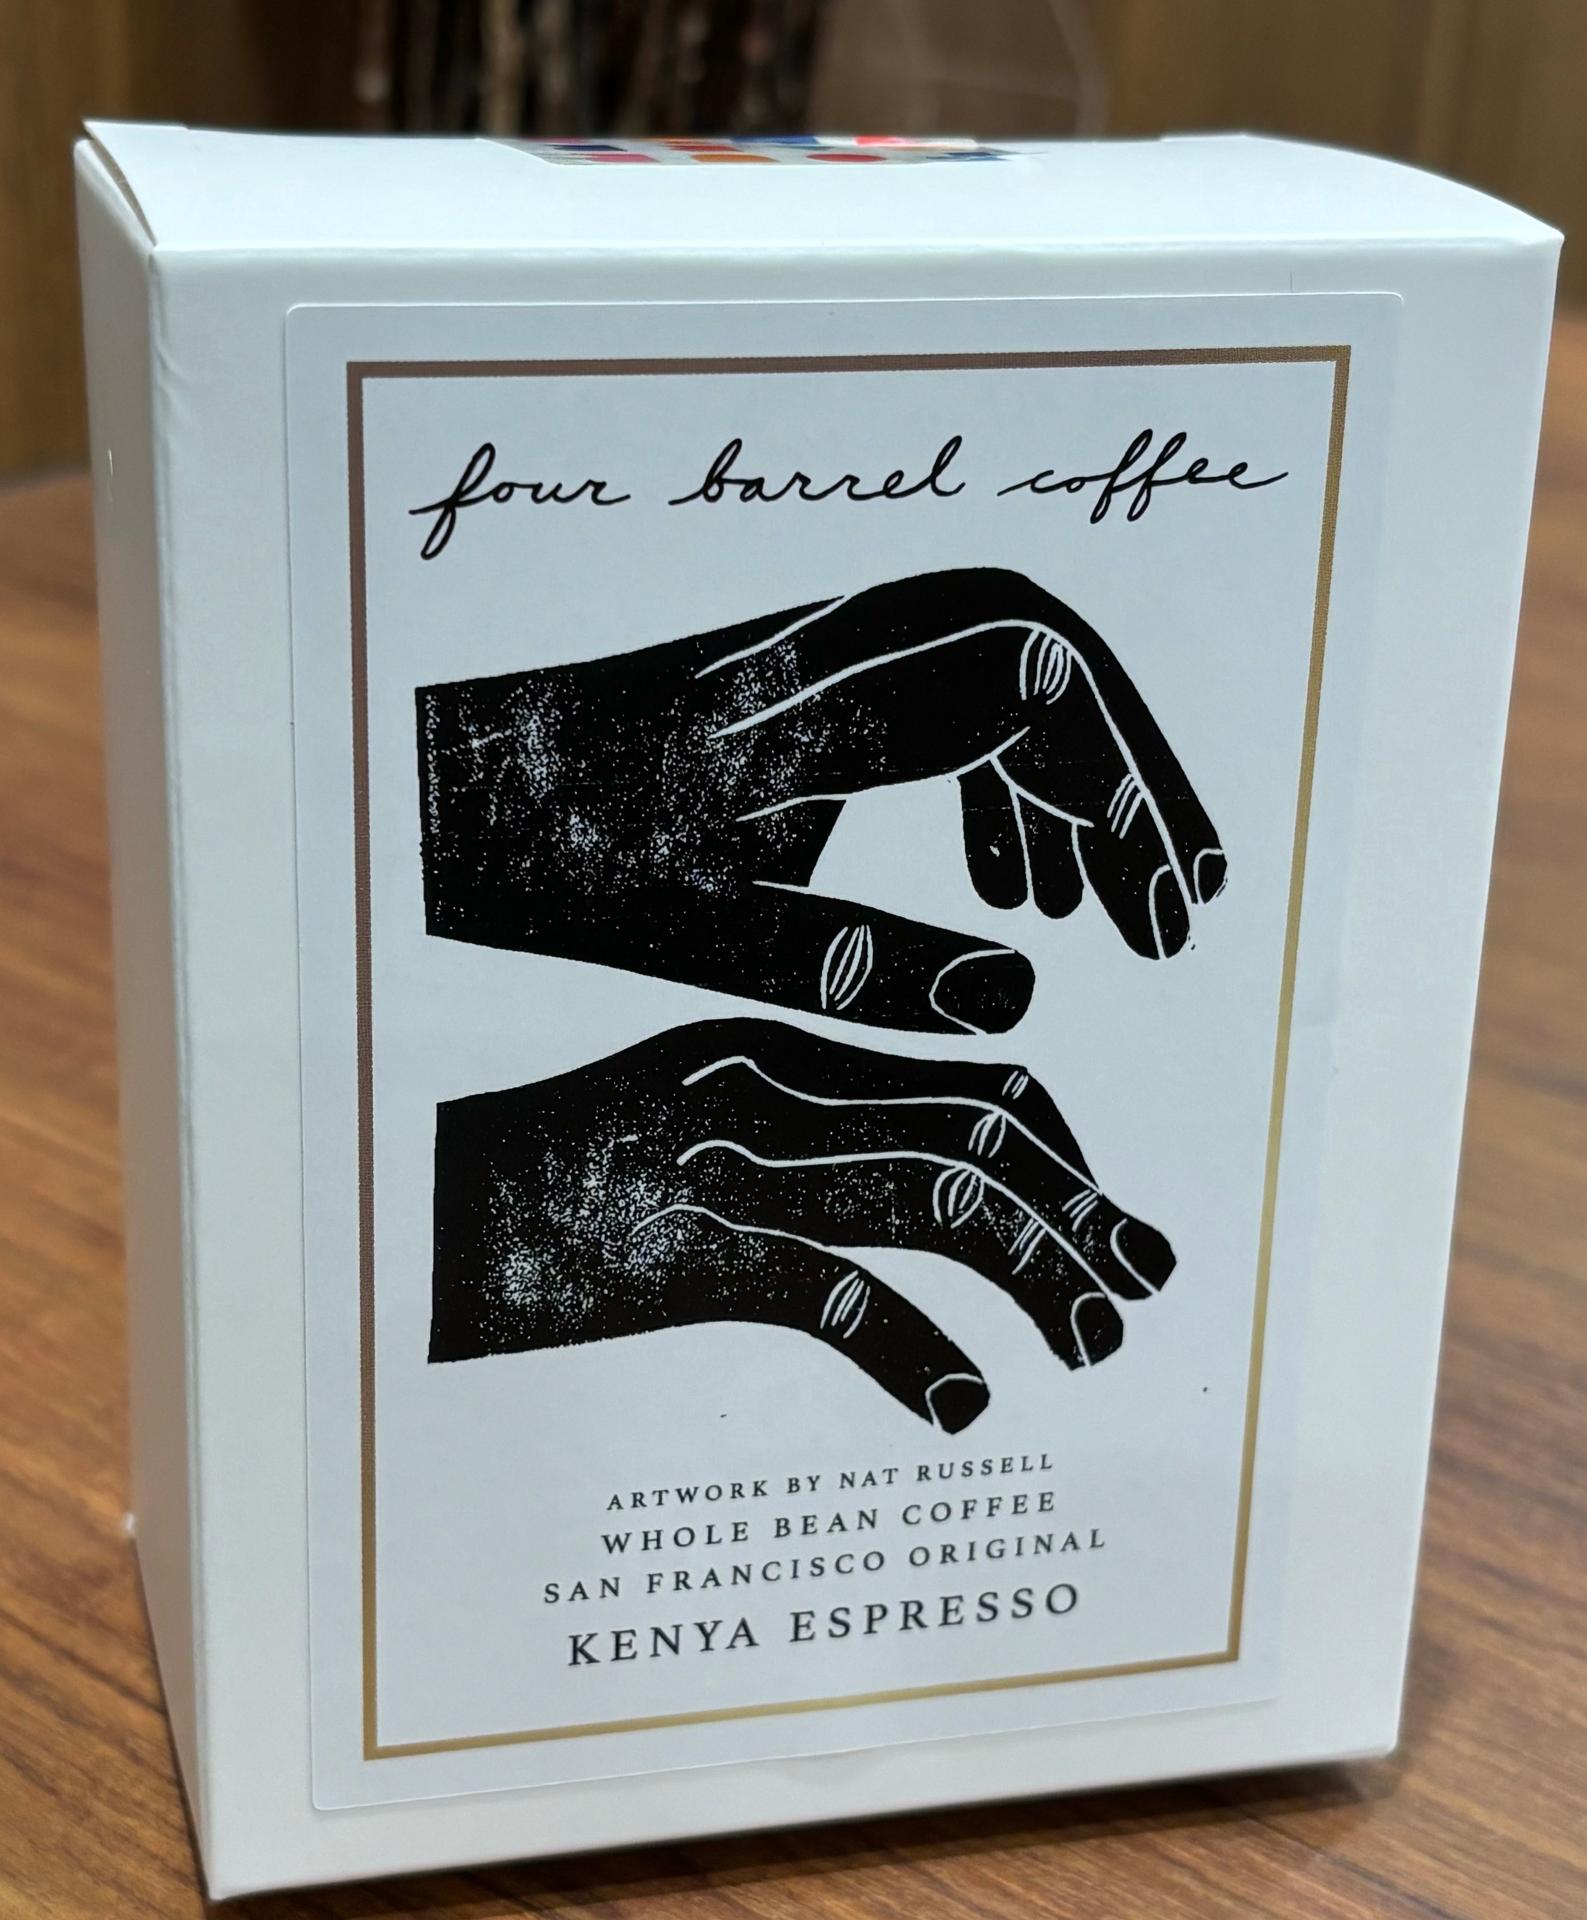 four barrel coffee
ARTWORK BY NAT RUSSELL
WHOLE BEAN COFFEE
SAN FRANCISCO ORIGINAL
KENYA ESPRESSO